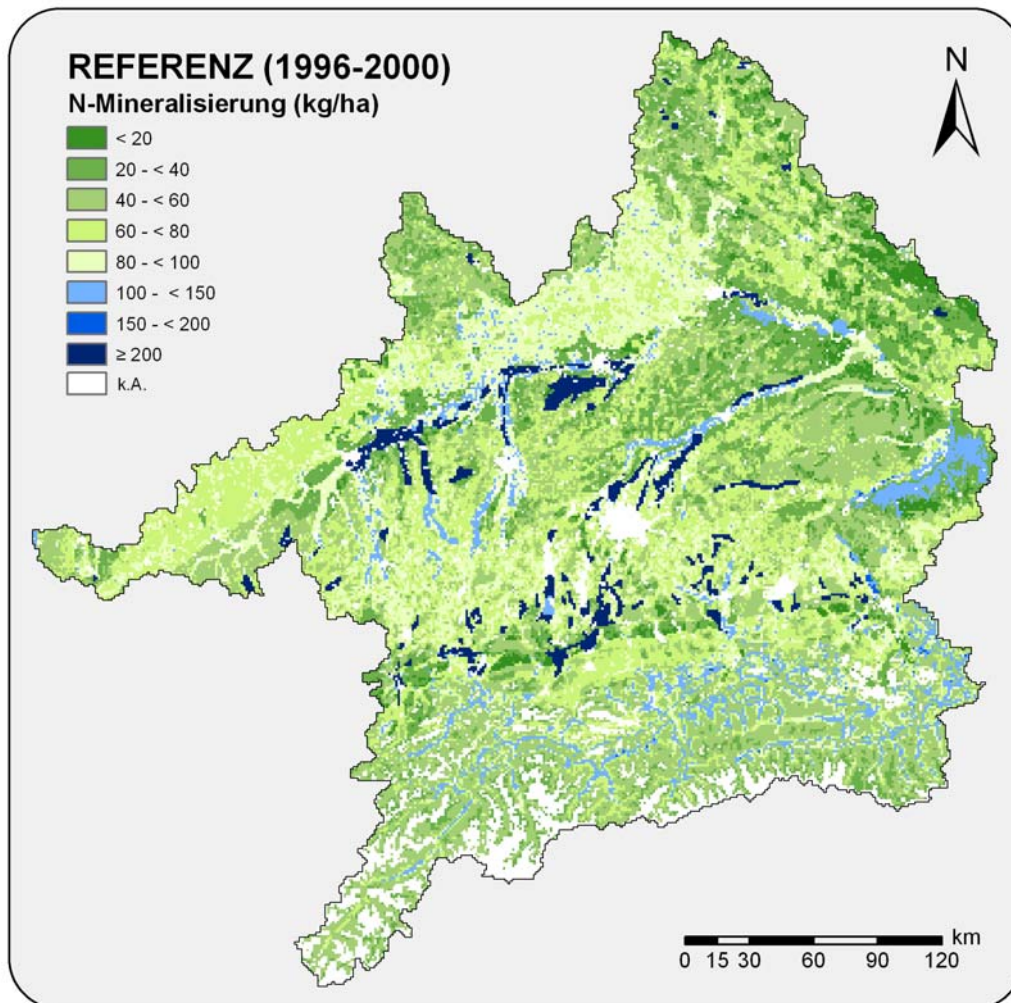 REFERENZ (1996-2000)
N-Mineralisierung (kg/ha)
< 20
20 - < 40
40 - < 60
60 - < 80
80 - < 100
100 - < 150
150 - < 200
≥ 200
k.A.
N
km
0 15 30 60 90 120